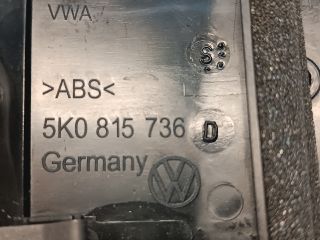 VWA
S
>ABS<
5K0 815 736 D
Germany